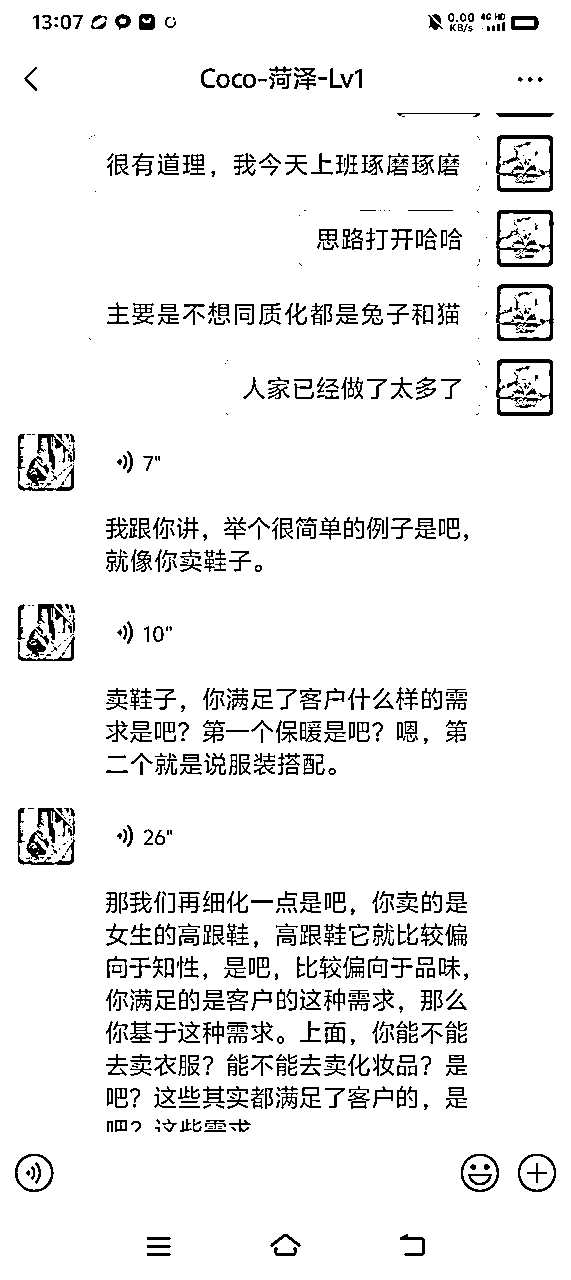 13:07
0.00 KB/s
4G HD
Coco-菏泽-Lv1
很有道理，我今天上班琢磨琢磨
思路打开哈哈
主要是不想同质化都是兔子和猫
人家已经做了太多了
7"
我跟你讲，举个很简单的例子是吧，
就像你卖鞋子。
10"
卖鞋子，你满足了客户什么样的需
求是吧？第一个保暖是吧？嗯，第
二个就是说服装搭配。
26"
那我们再细化一点是吧，你卖的是
女生的高跟鞋，高跟鞋它就比较偏
向于知性，是吧，比较偏向于品味，
你满足的是客户的这种需求，那么
你基于这种需求。上面，你能不能
去卖衣服？能不能去卖化妆品？是
吧？这些其实都满足了客户的，是
吧？这些需求